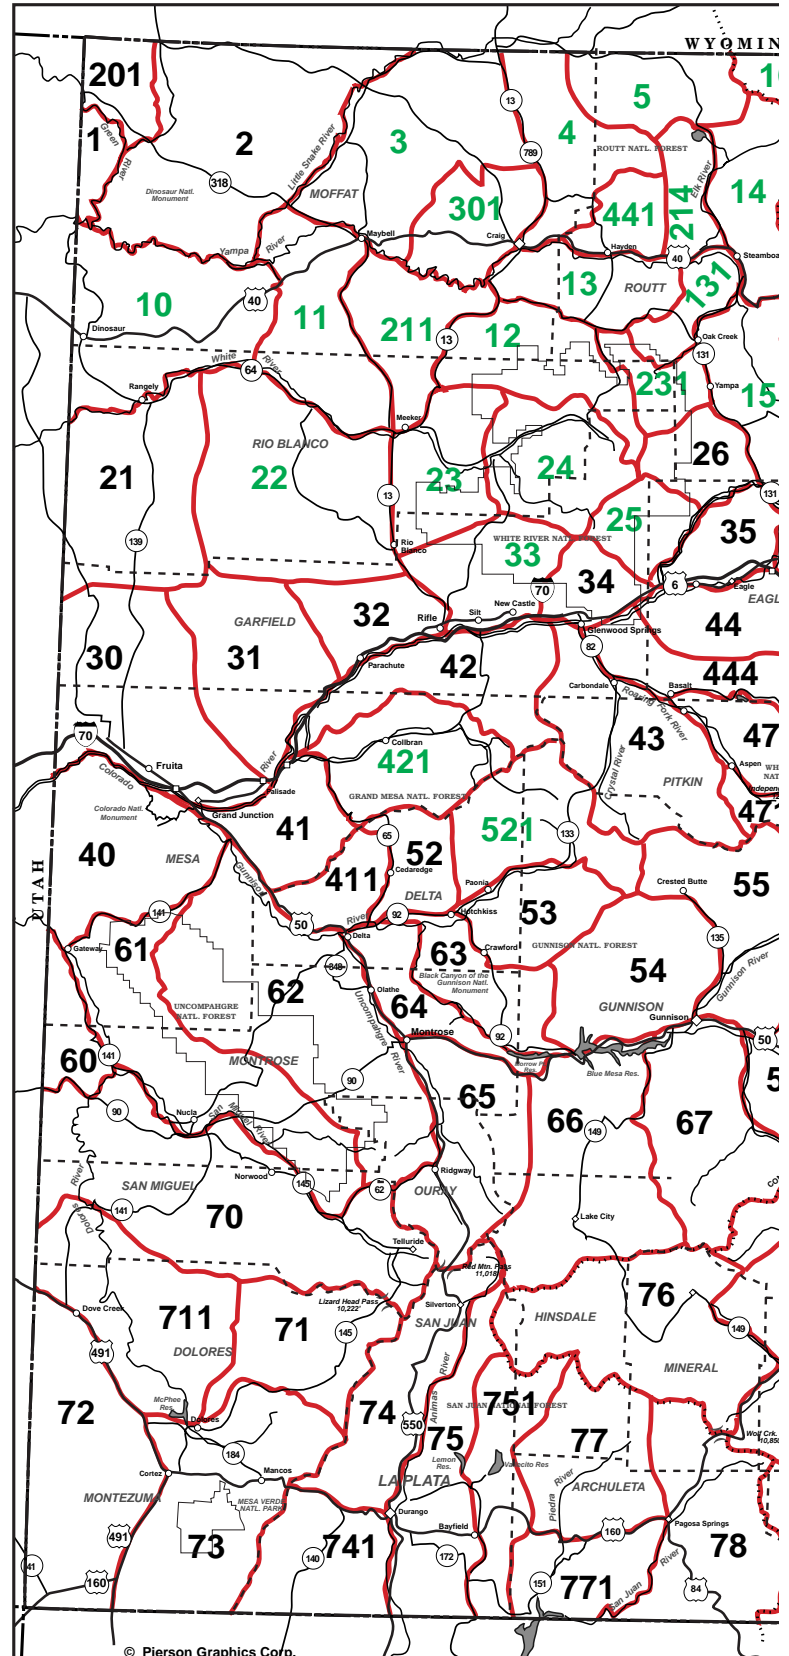 WYOMIN
201
5
1
2
3
4
13
789
ROUTT NATL. FOREST
Green
River
Little Snake River
Elk River
14
318
Dinosaur Natl.
Monument
MOFFAT
301
441
214
Maybell
Craig
Hayden
Yampa
River
40
Steamboa
10
40
11
13
ROUTT
131
Dinosaur
211
13
12
Oak Creek
131
White
River
64
Rangely
231
Yampa
15
Meeker
RIO BLANCO
26
21
22
23
24
13
131
25
139
35
Rio
Blanco
WHITE RIVER NATL. FOREST
33
34
70
6
Eagle
EAGL
32
New Castle
GARFIELD
Rifle
Silt
Glenwood Springs
44
30
31
82
Parachute
42
444
Carbondale
Basalt
Roaring Fork River
70
43
47
Fruita
River
Collbran
421
Crystal River
Aspen
PITKIN
Colorado
Palisade
GRAND MESA NATL. FOREST
Colorado Natl.
Monument
Grand Junction
41
521
133
65
40
MESA
52
411
Cedaredge
55
UTAH
Gunnison
Paonia
Crested Butte
DELTA
141
50
River
92
Hotchkiss
53
135
Delta
Gateway
61
63
Crawford
GUNNISON NATL. FOREST
348
54
Black Canyon of the
Gunnison Natl.
Monument
62
Olathe
Gunnison River
UNCOMPAHGRE
NATL. FOREST
64
GUNNISON
Gunnison
Uncompahgre
River
Montrose
92
50
60
141
MONTROSE
Blue Mesa Res.
Res.
90
65
66
67
90
Nucla
San
Miguel
River
149
Norwood
145
Ridgway
SAN MIGUEL
62
OURAY
River
Dolores
141
70
Lake City
Telluride
Red Mtn. Pass
11,018'
Lizard Head Pass
10,222'
76
Dove Creek
711
71
Silverton
HINSDALE
SAN JUAN
145
149
491
DOLORES
MINERAL
River
McPhee
Res.
72
74
751
SAN JUAN NATIONAL FOREST
Dolores
550
Animas
75
77
Wolf Crk.
184
Lemon
Res.
Vallecito Res
Cortez
Mancos
LA PLATA
River
ARCHULETA
MONTEZUMA
MESA VERDE
NATL. PARK
Piedra
Durango
491
Bayfield
160
Pagosa Springs
73
741
78
41
140
172
River
160
151
771
San Juan
84
© Pierson Graphics Corp.